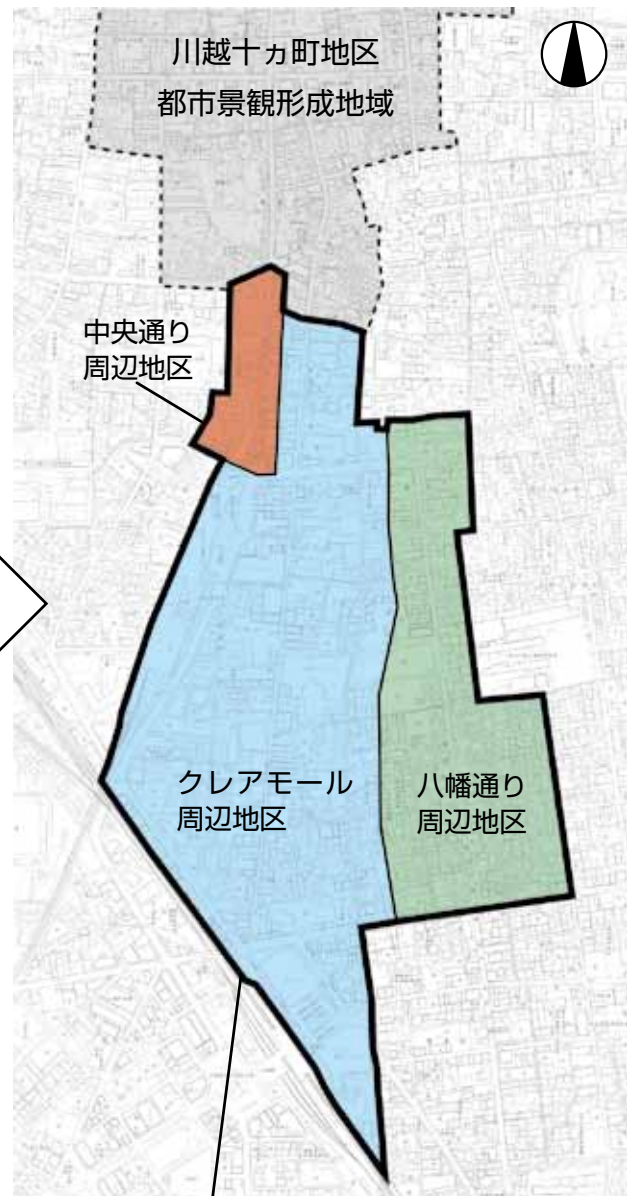 川越十ヵ町地区
都市景観形成地域
中央通り
周辺地区
クレアモール
周辺地区
八幡通り
周辺地区